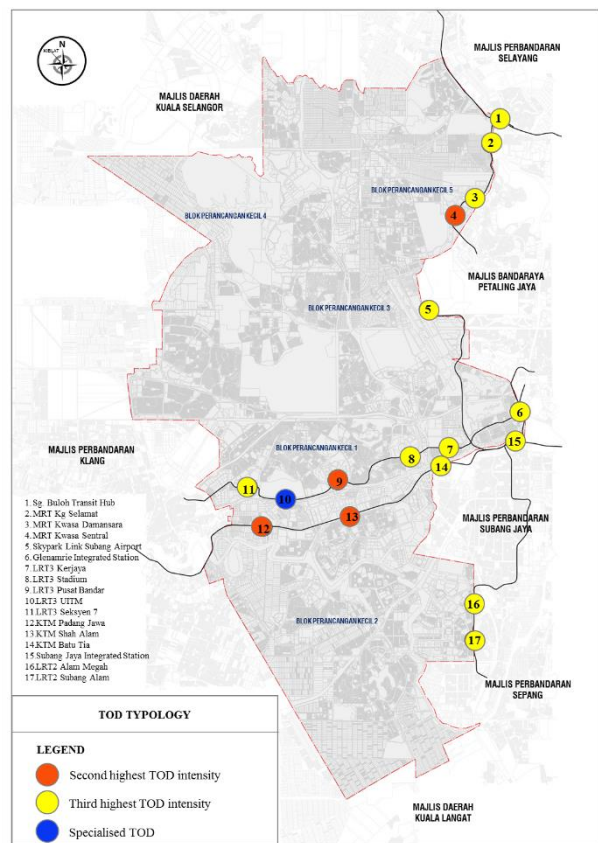 N
KIBLAT
MAJLIS PERBANDARAN
SELAYANG
MAJLIS DAERAH
KUALA SELANGOR
1
2
BLOK PERANCANGAN KECIL 5
3
4
BLOK PERANCANGAN KECIL 4
MAJLIS BANDARAYA
PETALING JAYA
BLOK PERANCANGAN KECIL 3
5
6
MAJLIS PERBANDARAN
KLANG
BLOK PERANCANGAN KECIL 1
7
15
8
14
9
11
10
13
12
MAJLIS PERBANDARAN
SUBANG JAYA
1. Sg. Buloh Transit Hub
2. MRT Kg Selamat
3. MRT Kwasa Damansara
4. MRT Kwasa Sentral
5. Skypark Link Subang Airport
6. Glenamrie Integrated Station
7. LRT3 Kerjaya
8. LRT3 Stadium
9. LRT3 Pusat Bandar
10. LRT3 UITM
11 LRT3 Seksyen 7
12. KTM Padang Jawa
13. KTM Shah Alam
14. KTM Batu Tia
15. Subang Jaya Integrated Station
16. LRT2 Alam Megah
17 LRT2 Subang Alam
BLOK PERANCANGAN KECIL 2
16
17
MAJLIS PERBANDARAN
SEPANG
TOD TYPOLOGY
LEGEND
Second highest TOD intensity
Third highest TOD intensity
Specialised TOD
MAJLIS DAERAH
KUALA LANGAT